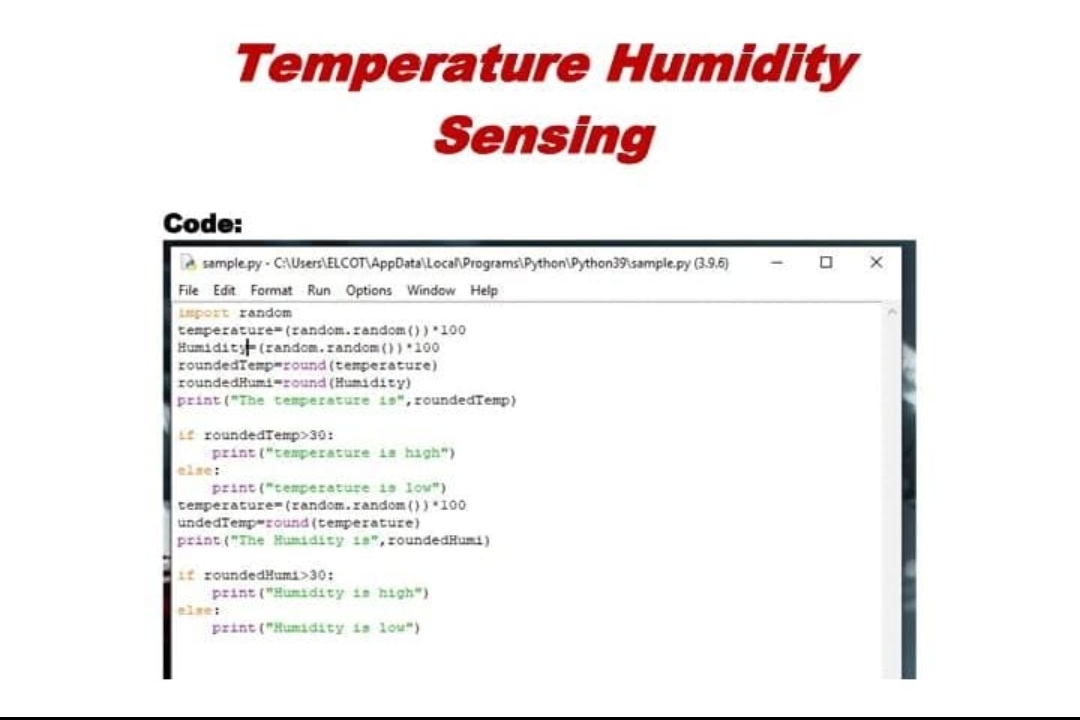 Temperature Humidity
Sensing
Code:
sample.py - C:\Users\ELCOT\AppData\Local\Programs\Python\Python39\sample.py (3.9.6)
File Edit Format Run Options Window Help
import random
temperature=(random.random())*100
Humidity=(random.random())*100
roundedTemp=round(temperature)
roundedHumi=round(Humidity)
print("The temperature is",roundedTemp)
if roundedTemp>30:
    print("temperature is high")
else:
    print("temperature is low")
temperature=(random.random())*100
undedTemp=round(temperature)
print("The Humidity is",roundedHumi)
if roundedHumi>30:
    print("Humidity is high")
else:
    print("Humidity is low")